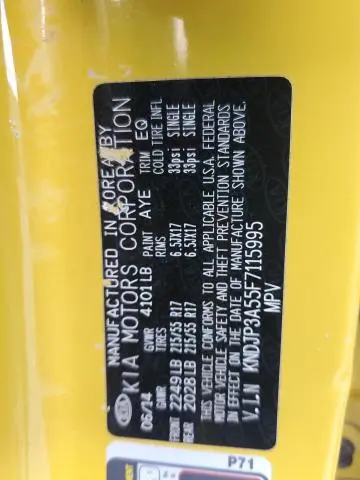 MANUFACTURED IN KOREA BY
KIA MOTORS CORPORATION
KIA
06/14 GVWR 4101LB PAINT AYE TRIM EQ
GAWR TIRES RIMS COLD TIRE INFL
FRONT 2249LB 215/55 R17 6.5JX17 33psi SINGLE
REAR 2028LB 215/55 R17 6.5JX17 33psi SINGLE
THIS VEHICLE CONFORMS TO ALL APPLICABLE U.S.A. FEDERAL
MOTOR VEHICLE SAFETY AND THEFT PREVENTION STANDARDS
IN EFFECT ON THE DATE OF MANUFACTURE SHOWN ABOVE.
V.I.N KNDJP3A55F7115995
MPV
P71